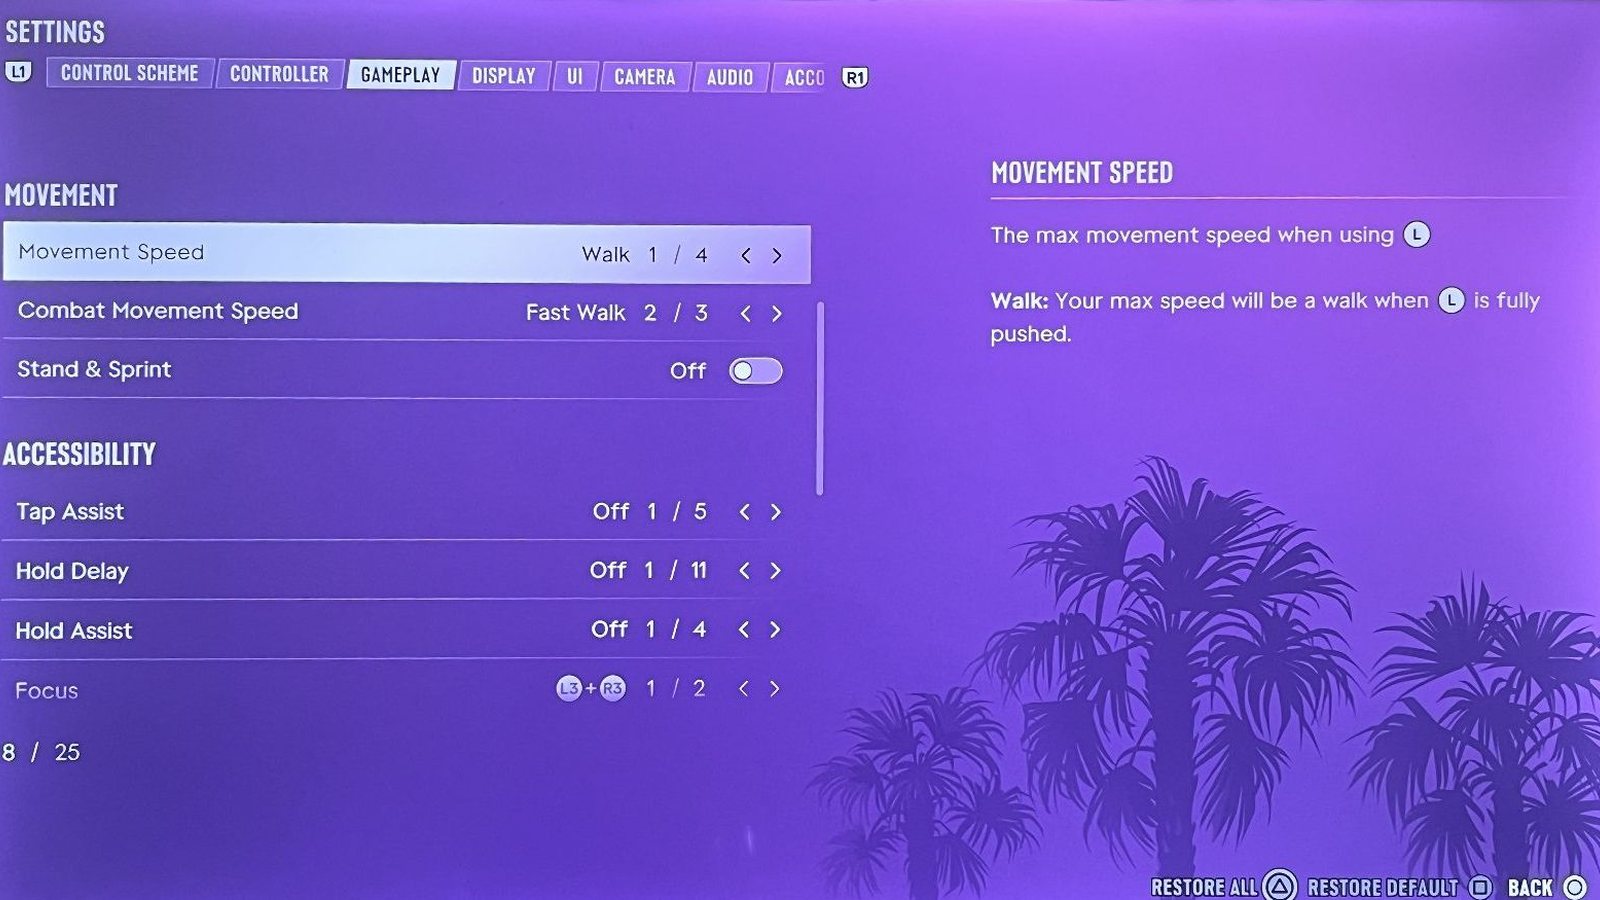 SETTINGS
L1 CONTROL SCHEME CONTROLLER GAMEPLAY DISPLAY UI CAMERA AUDIO ACCO R1
MOVEMENT
Movement Speed Walk 1 / 4
Combat Movement Speed Fast Walk 2 / 3
Stand & Sprint Off
ACCESSIBILITY
Tap Assist Off 1 / 5
Hold Delay Off 1 / 11
Hold Assist Off 1 / 4
Focus L3 + R3 1 / 2
8 / 25
MOVEMENT SPEED
The max movement speed when using L
Walk: Your max speed will be a walk when L is fully
pushed.
RESTORE ALL RESTORE DEFAULT BACK